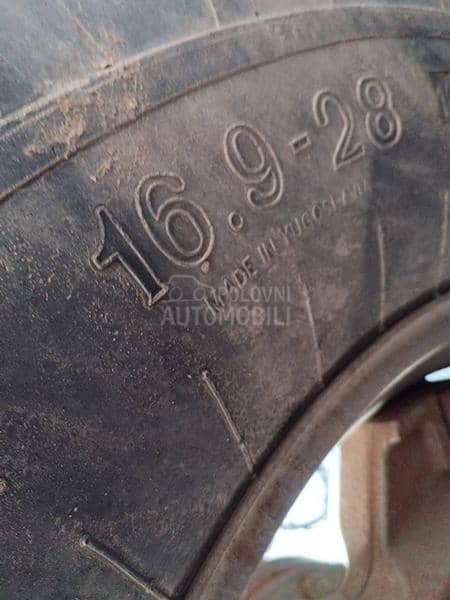 16.9-28
MADE IN YUGOSLAVIA
POLOVNI
AUTOMOBILI